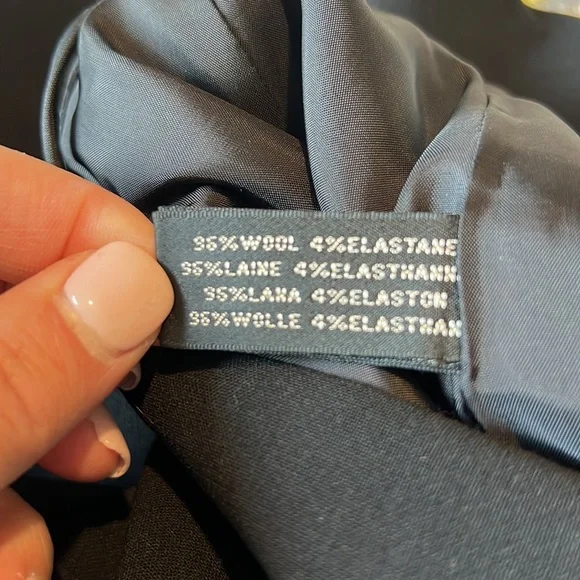 96%WOOL 4%ELASTANE
96%LAINE 4%ELASTHANN
96%LANA 4%ELASTON
96%WOLLE 4%ELASTHAN